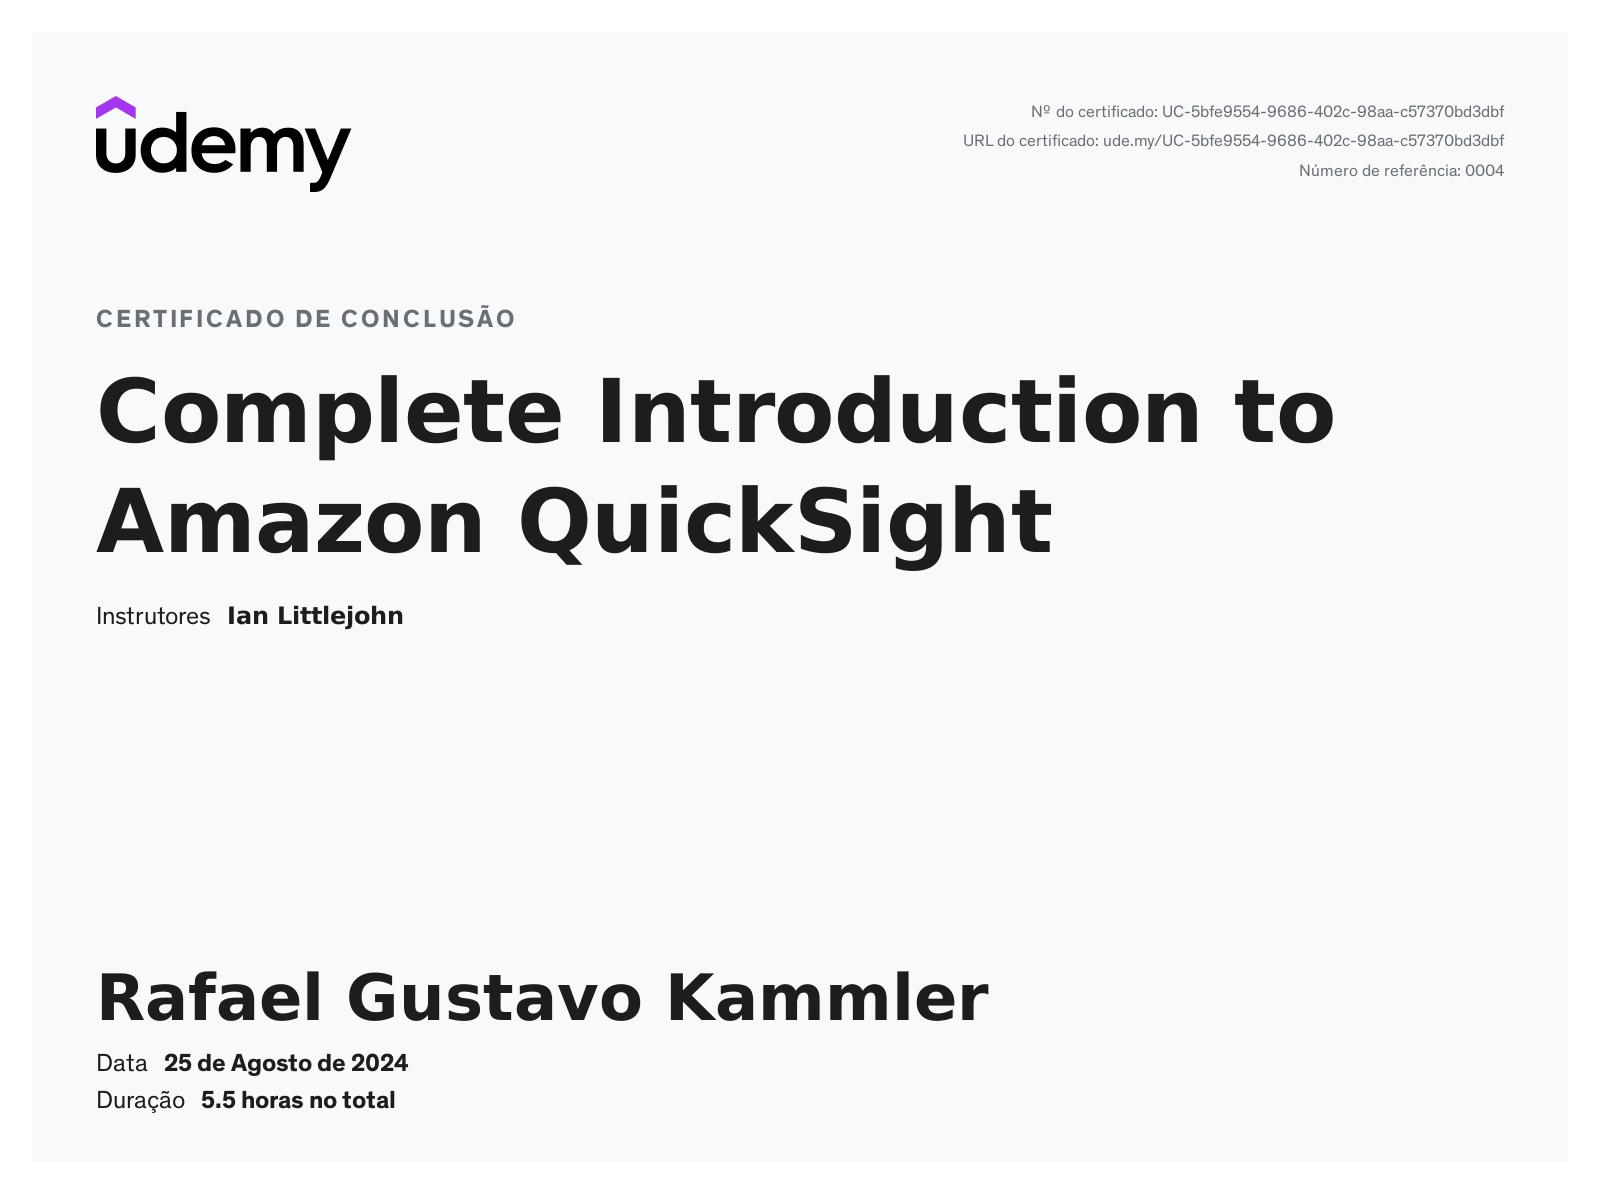 udemy
Nº do certificado: UC-5bfe9554-9686-402c-98aa-c57370bd3dbf
URL do certificado: ude.my/UC-5bfe9554-9686-402c-98aa-c57370bd3dbf
Número de referência: 0004
CERTIFICADO DE CONCLUSÃO
Complete Introduction to
Amazon QuickSight
Instrutores Ian Littlejohn
Rafael Gustavo Kammler
Data 25 de Agosto de 2024
Duração 5.5 horas no total